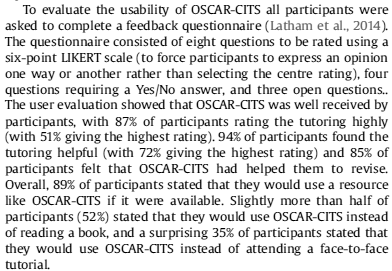 To evaluate the usability of OSCAR-CITS all participants were
asked to complete a feedback questionnaire (Latham et al., 2014).
The questionnaire consisted of eight questions to be rated using a
six-point LIKERT scale (to force participants to express an opinion
one way or another rather than selecting the centre rating), four
questions requiring a Yes/No answer, and three open questions..
The user evaluation showed that OSCAR-CITS was well received by
participants, with 87% of participants rating the tutoring highly
(with 51% giving the highest rating). 94% of participants found the
tutoring helpful (with 72% giving the highest rating) and 85% of
participants felt that OSCAR-CITS had helped them to revise.
Overall, 89% of participants stated that they would use a resource
like OSCAR-CITS if it were available. Slightly more than half of
participants (52%) stated that they would use OSCAR-CITS instead
of reading a book, and a surprising 35% of participants stated that
they would use OSCAR-CITS instead of attending a face-to-face
tutorial.